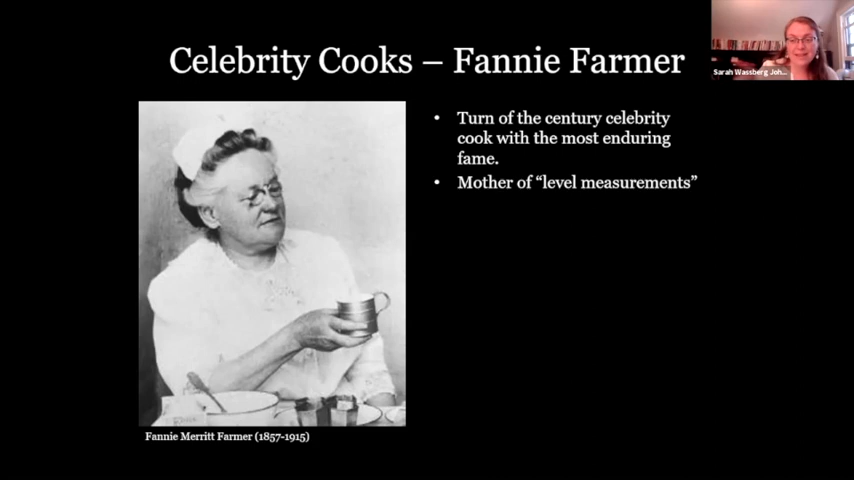 Celebrity Cooks – Fannie Farmer
Sarah Wassberg Joh...
• Turn of the century celebrity
cook with the most enduring
fame.
• Mother of “level measurements”
Fannie Merritt Farmer (1857-1915)